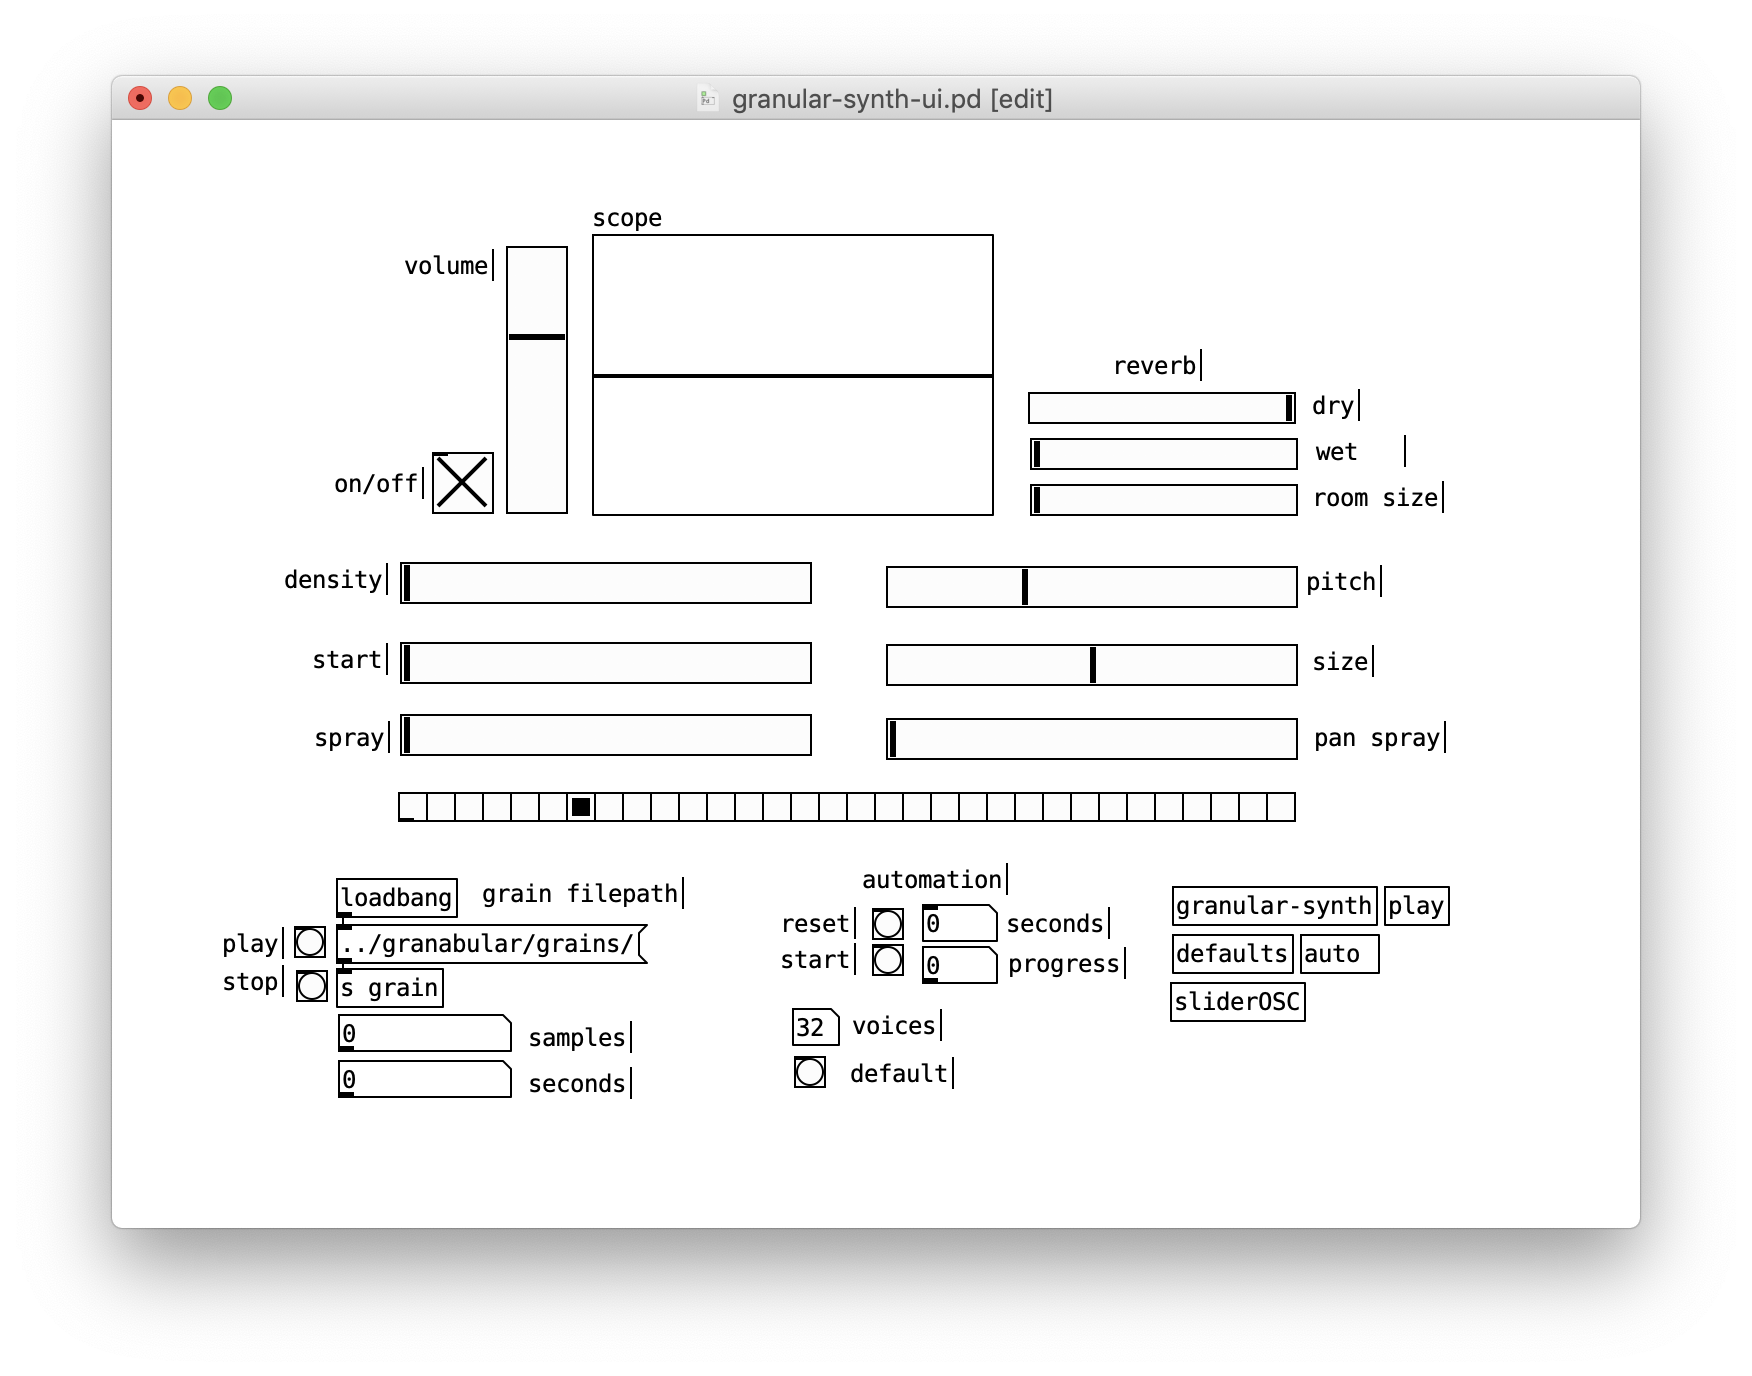 granular-synth-ui.pd [edit]
scope
volume
reverb
dry
wet
on/off
room size
density
pitch
start
size
spray
pan spray
loadbang
grain filepath
automation
granular-synth
play
play
../granabular/grains/
reset
0
seconds
defaults
auto
stop
s grain
start
0
progress
sliderOSC
0
samples
32
voices
0
seconds
default